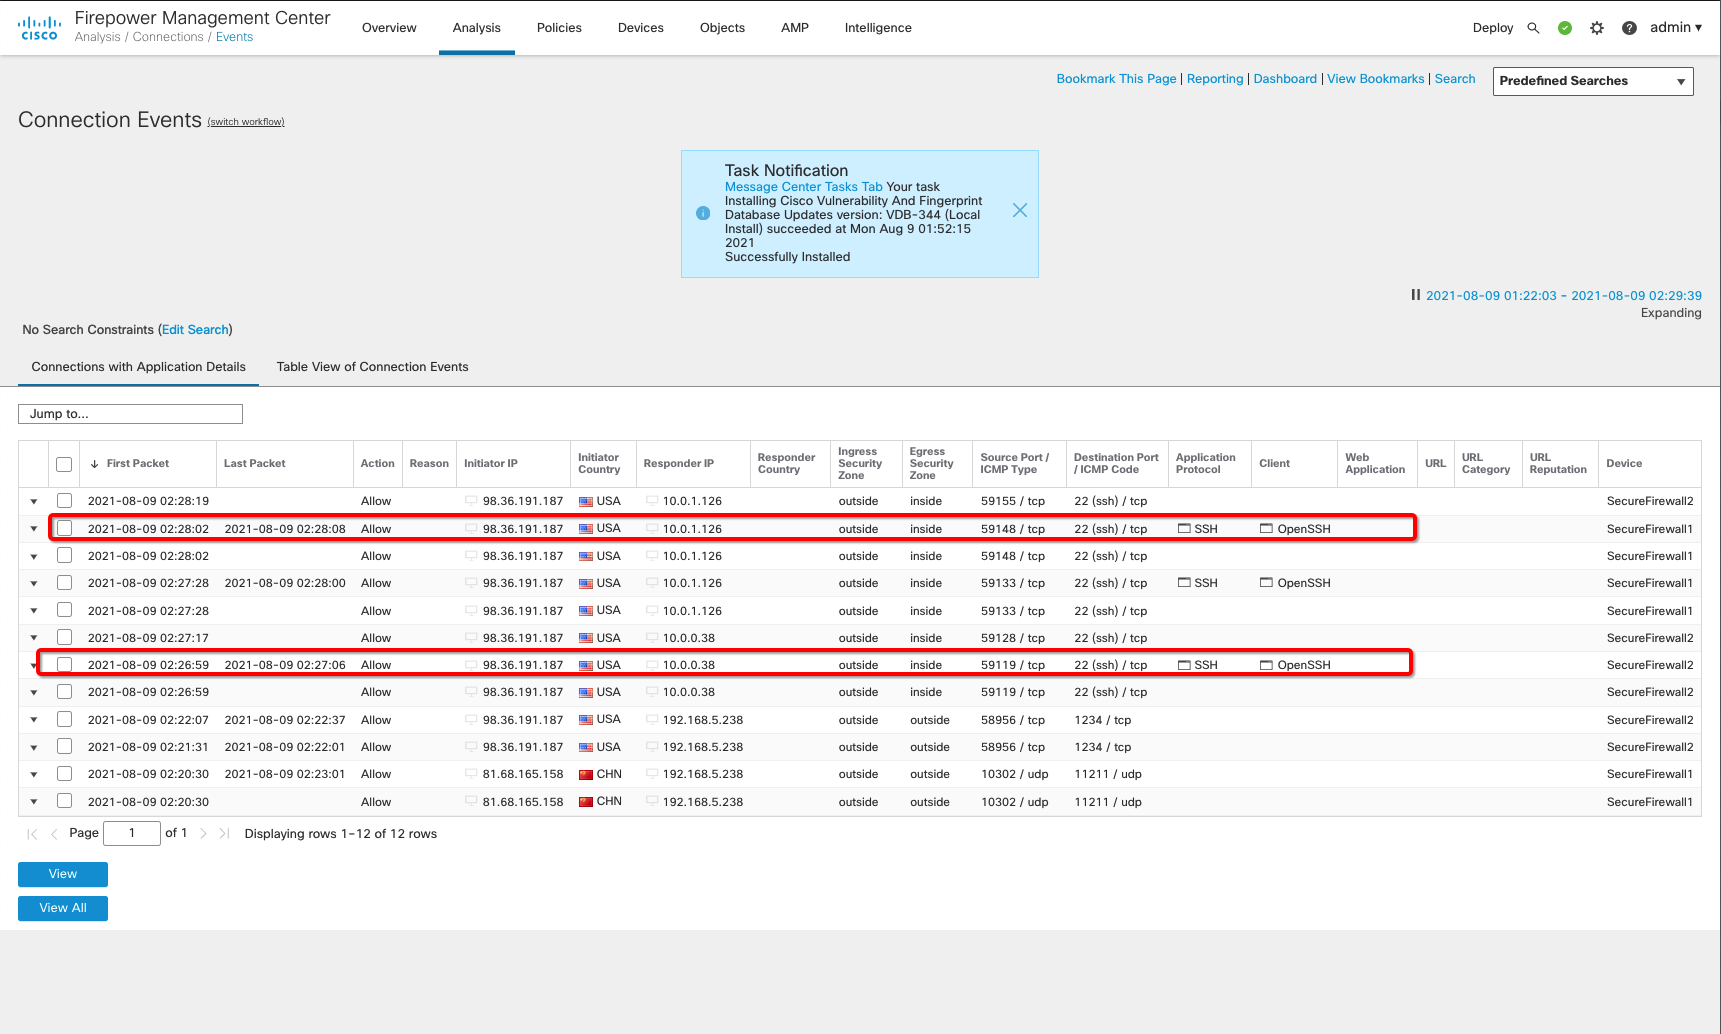 Firepower Management Center
CISCO
Analysis / Connections / Events
Overview Analysis Policies Devices Objects AMP Intelligence
Deploy ? admin ▾
Bookmark This Page | Reporting | Dashboard | View Bookmarks | Search
Predefined Searches
Connection Events (switch workflow)
Task Notification
Message Center Tasks Tab Your task
Installing Cisco Vulnerability And Fingerprint
Database Updates version: VDB-344 (Local
Install) succeeded at Mon Aug 9 01:52:15
2021
Successfully Installed
2021-08-09 01:22:03 - 2021-08-09 02:29:39
Expanding
No Search Constraints (Edit Search)
Connections with Application Details Table View of Connection Events
Jump to...
↓ First Packet Last Packet Action Reason Initiator IP Initiator Country Responder IP Responder Country Ingress Security Zone Egress Security Zone Source Port / ICMP Type Destination Port / ICMP Code Application Protocol Client Web Application URL URL Category URL Reputation Device
2021-08-09 02:28:19 Allow 98.36.191.187 USA 10.0.1.126 outside inside 59155 / tcp 22 (ssh) / tcp SecureFirewall2
2021-08-09 02:28:02 2021-08-09 02:28:08 Allow 98.36.191.187 USA 10.0.1.126 outside inside 59148 / tcp 22 (ssh) / tcp SSH OpenSSH SecureFirewall1
2021-08-09 02:28:02 Allow 98.36.191.187 USA 10.0.1.126 outside inside 59148 / tcp 22 (ssh) / tcp SecureFirewall1
2021-08-09 02:27:28 2021-08-09 02:28:00 Allow 98.36.191.187 USA 10.0.1.126 outside inside 59133 / tcp 22 (ssh) / tcp SSH OpenSSH SecureFirewall1
2021-08-09 02:27:28 Allow 98.36.191.187 USA 10.0.1.126 outside inside 59133 / tcp 22 (ssh) / tcp SecureFirewall1
2021-08-09 02:27:17 Allow 98.36.191.187 USA 10.0.0.38 outside inside 59128 / tcp 22 (ssh) / tcp SecureFirewall2
2021-08-09 02:26:59 2021-08-09 02:27:06 Allow 98.36.191.187 USA 10.0.0.38 outside inside 59119 / tcp 22 (ssh) / tcp SSH OpenSSH SecureFirewall2
2021-08-09 02:26:59 Allow 98.36.191.187 USA 10.0.0.38 outside inside 59119 / tcp 22 (ssh) / tcp SecureFirewall2
2021-08-09 02:22:07 2021-08-09 02:22:37 Allow 98.36.191.187 USA 192.168.5.238 outside outside 58956 / tcp 1234 / tcp SecureFirewall2
2021-08-09 02:21:31 2021-08-09 02:22:01 Allow 98.36.191.187 USA 192.168.5.238 outside outside 58956 / tcp 1234 / tcp SecureFirewall2
2021-08-09 02:20:30 2021-08-09 02:23:01 Allow 81.68.165.158 CHN 192.168.5.238 outside outside 10302 / udp 11211 / udp SecureFirewall1
2021-08-09 02:20:30 Allow 81.68.165.158 CHN 192.168.5.238 outside outside 10302 / udp 11211 / udp SecureFirewall1
Page 1 of 1 Displaying rows 1–12 of 12 rows
View
View All